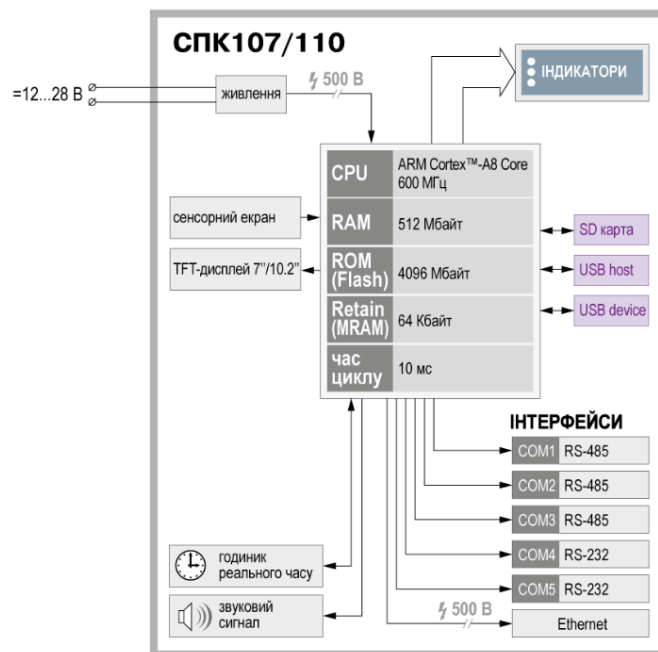 СПК107/110
=12...28 В
живлення
500 В
ІНДИКАТОРИ
CPU
ARM Cortex™-A8 Core
600 МГц
RAM
512 Мбайт
ROM
(Flash)
4096 Мбайт
Retain
(MRAM)
64 Кбайт
час
циклу
10 мс
сенсорний екран
TFT-дисплей 7"/10.2"
SD карта
USB host
USB device
ІНТЕРФЕЙСИ
COM1 RS-485
COM2 RS-485
COM3 RS-485
COM4 RS-232
COM5 RS-232
500 В
Ethernet
годиник
реального часу
звуковий
сигнал